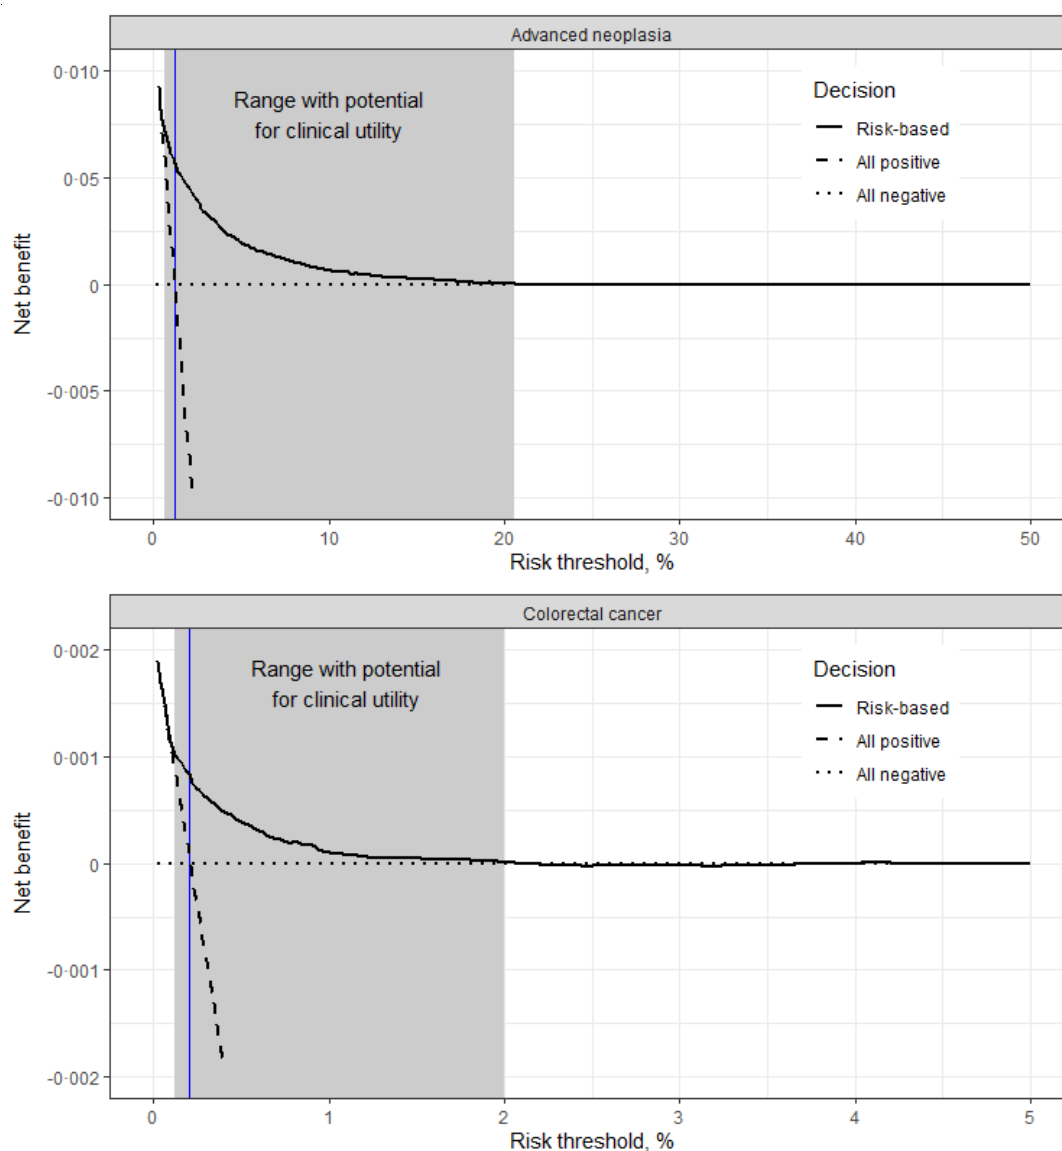 Advanced neoplasia
Range with potential
for clinical utility
Decision
Risk-based
All positive
All negative
0·010
0·05
0
-0·005
-0·010
Net benefit
0 10 20 30 40 50
Risk threshold, %
Colorectal cancer
Range with potential
for clinical utility
Decision
Risk-based
All positive
All negative
0·002
0·001
0
-0·001
-0·002
Net benefit
0 1 2 3 4 5
Risk threshold, %